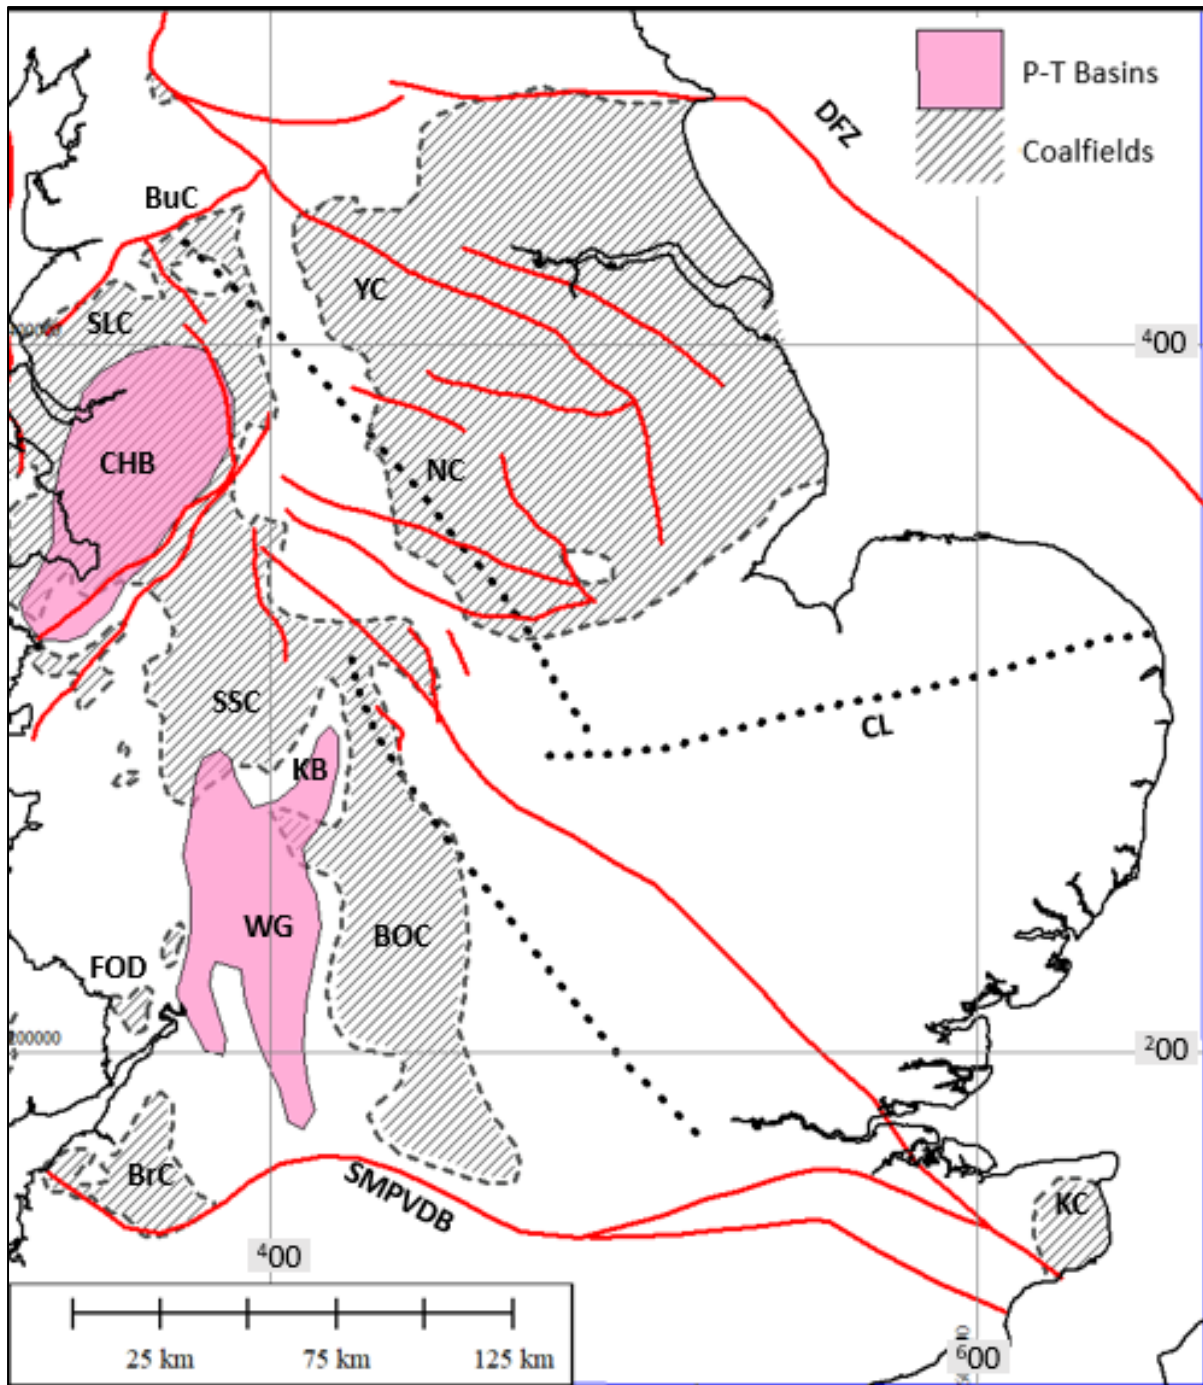 P-T Basins
DFZ
Coalfields
BuC
YC
SLC
400
CHB
NC
SSC
CL
KB
WG
BOC
FOD
200000
200
BrC
SMPVDB
KC
400
600
25 km
75 km
125 km